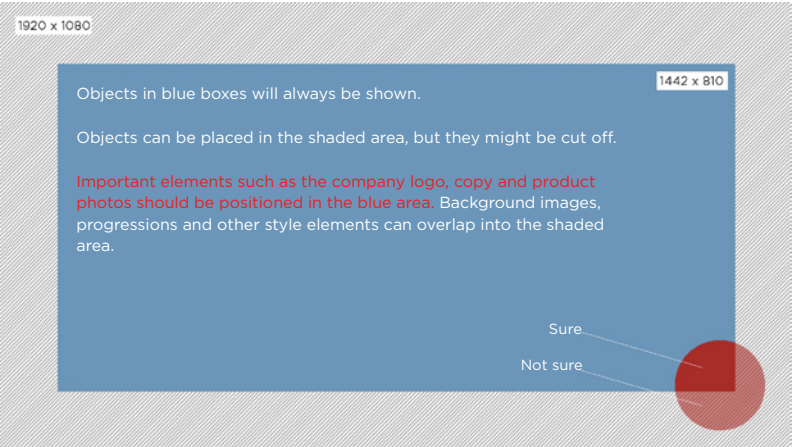 1920 x 1080
1442 x 810
Objects in blue boxes will always be shown.
Objects can be placed in the shaded area, but they might be cut off.
Important elements such as the company logo, copy and product
photos should be positioned in the blue area. Background images,
progressions and other style elements can overlap into the shaded
area.
Sure
Not sure